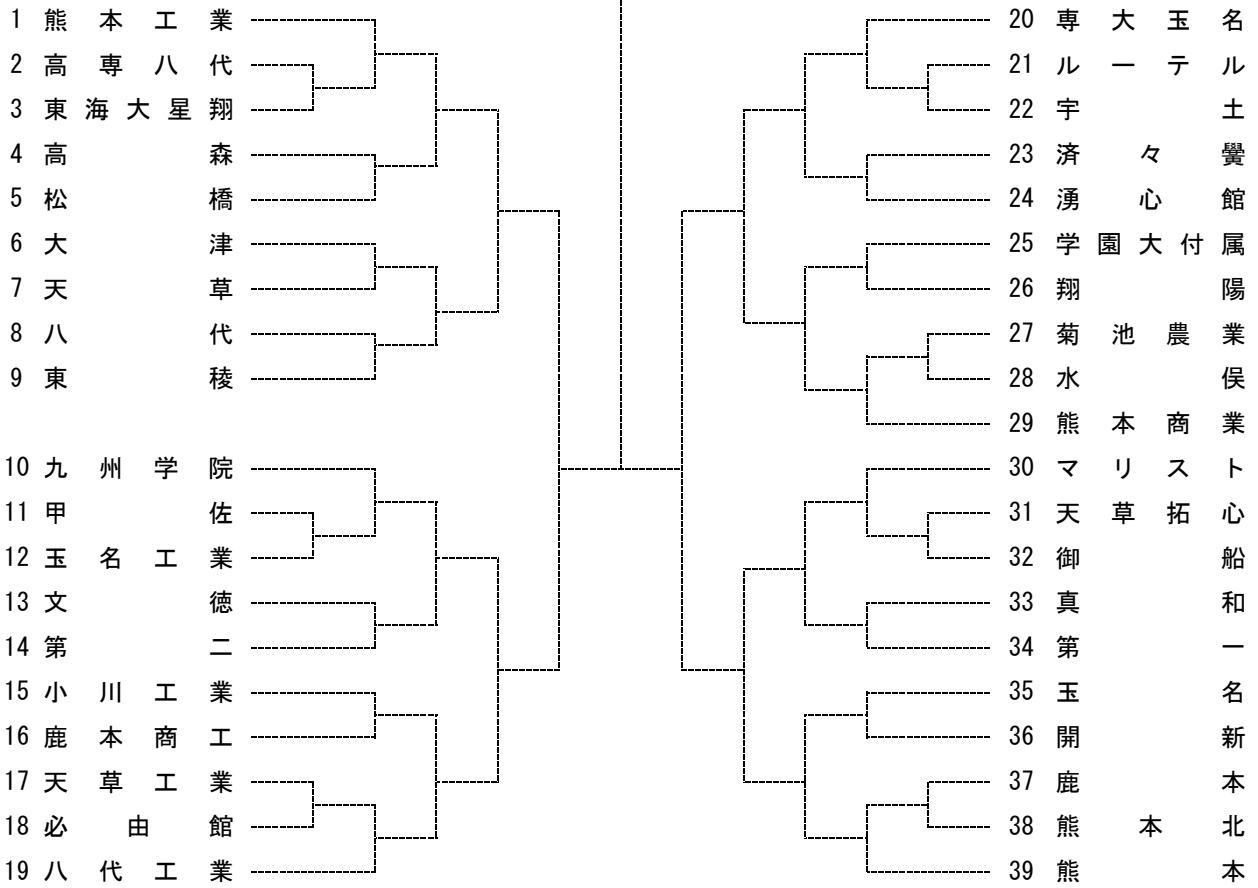 1 熊本工業
2 高専八代
3 東海大星翔
4 高森
5 松橋
6 大津
7 天草
8 八代
9 東稜
10 九州学院
11 甲佐
12 玉名工業
13 文徳
14 第二
15 小川工業
16 鹿本商工
17 天草工業
18 必由館
19 八代工業
20 専大玉名
21 ルーテル
22 宇土
23 済々黌
24 湧心館
25 学園大付属
26 翔陽
27 菊池農業
28 水俣
29 熊本商業
30 マリスト
31 天草拓心
32 御船
33 真和
34 第一
35 玉名
36 開新
37 鹿本
38 熊本北
39 熊本